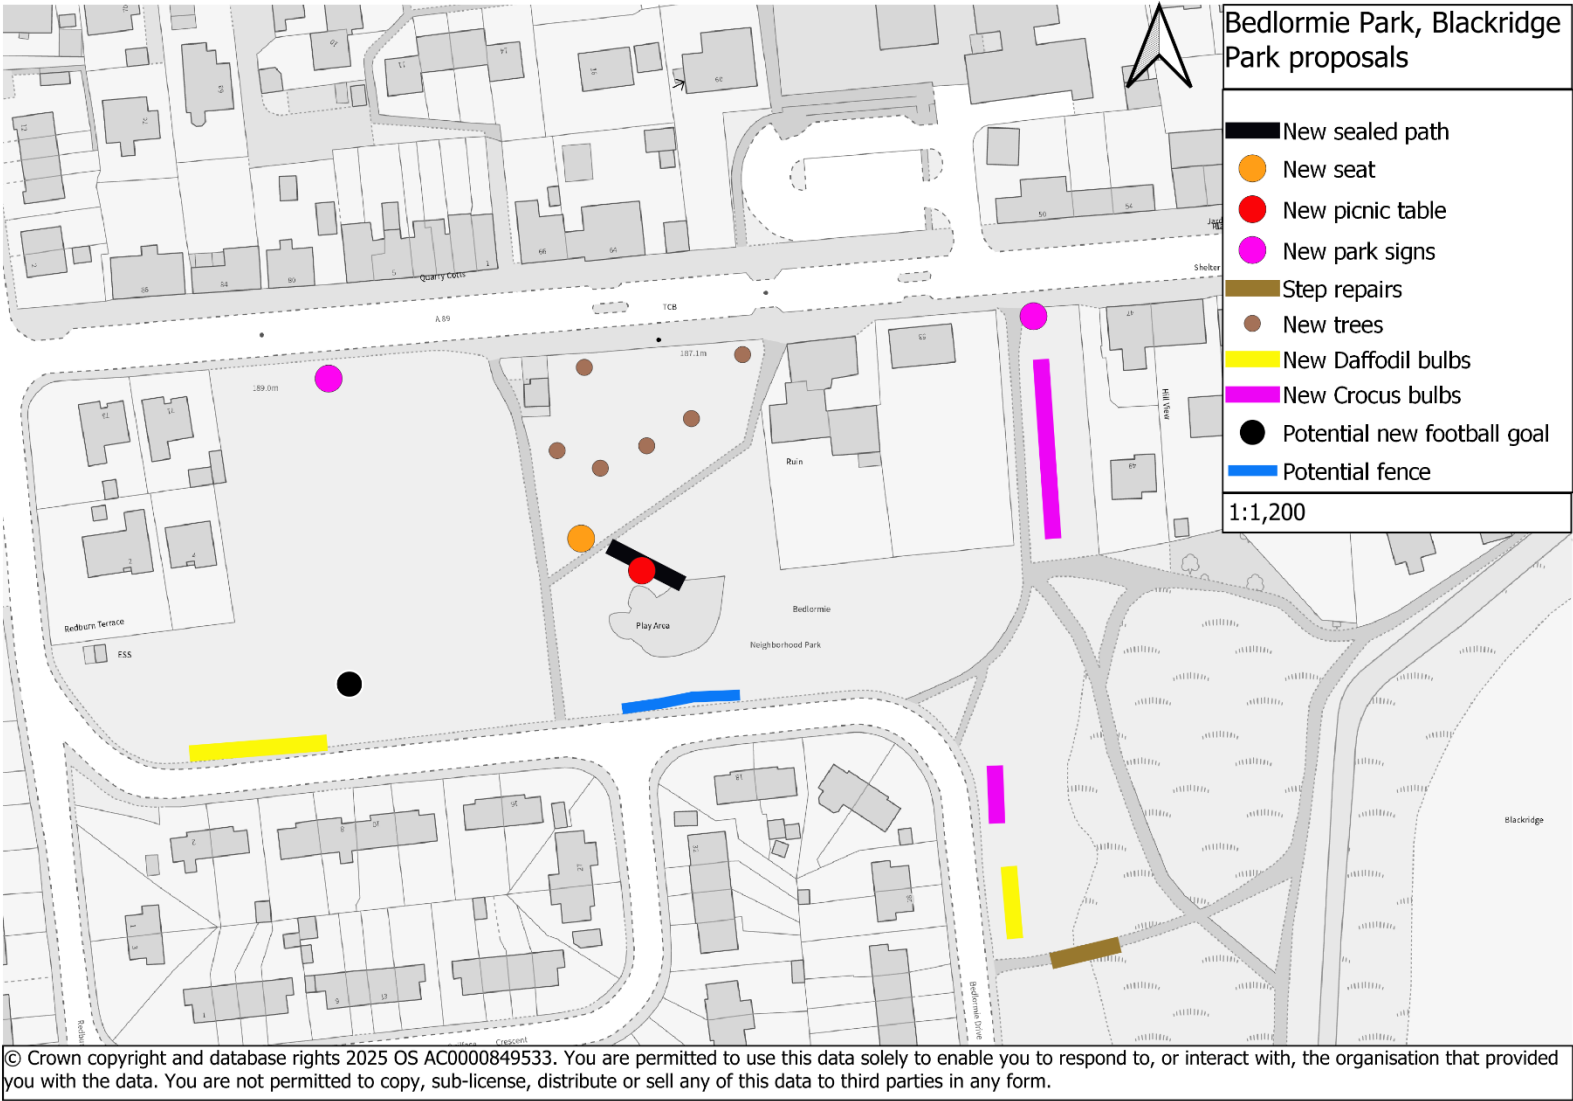 Bedlormie Park, Blackridge
Park proposals
New sealed path
New seat
New picnic table
New park signs
Step repairs
New trees
New Daffodil bulbs
New Crocus bulbs
Potential new football goal
Potential fence
1:1,200
Quarry Cotts
A 89
TCB
Shelter
187.1m
189.0m
Hill View
Ruin
Bedlormie
Neighborhood Park
Play Area
Redburn Terrace
ESS
Blackridge
Bedlormie Drive
Crescent
© Crown copyright and database rights 2025 OS AC0000849533. You are permitted to use this data solely to enable you to respond to, or interact with, the organisation that provided
you with the data. You are not permitted to copy, sub-license, distribute or sell any of this data to third parties in any form.